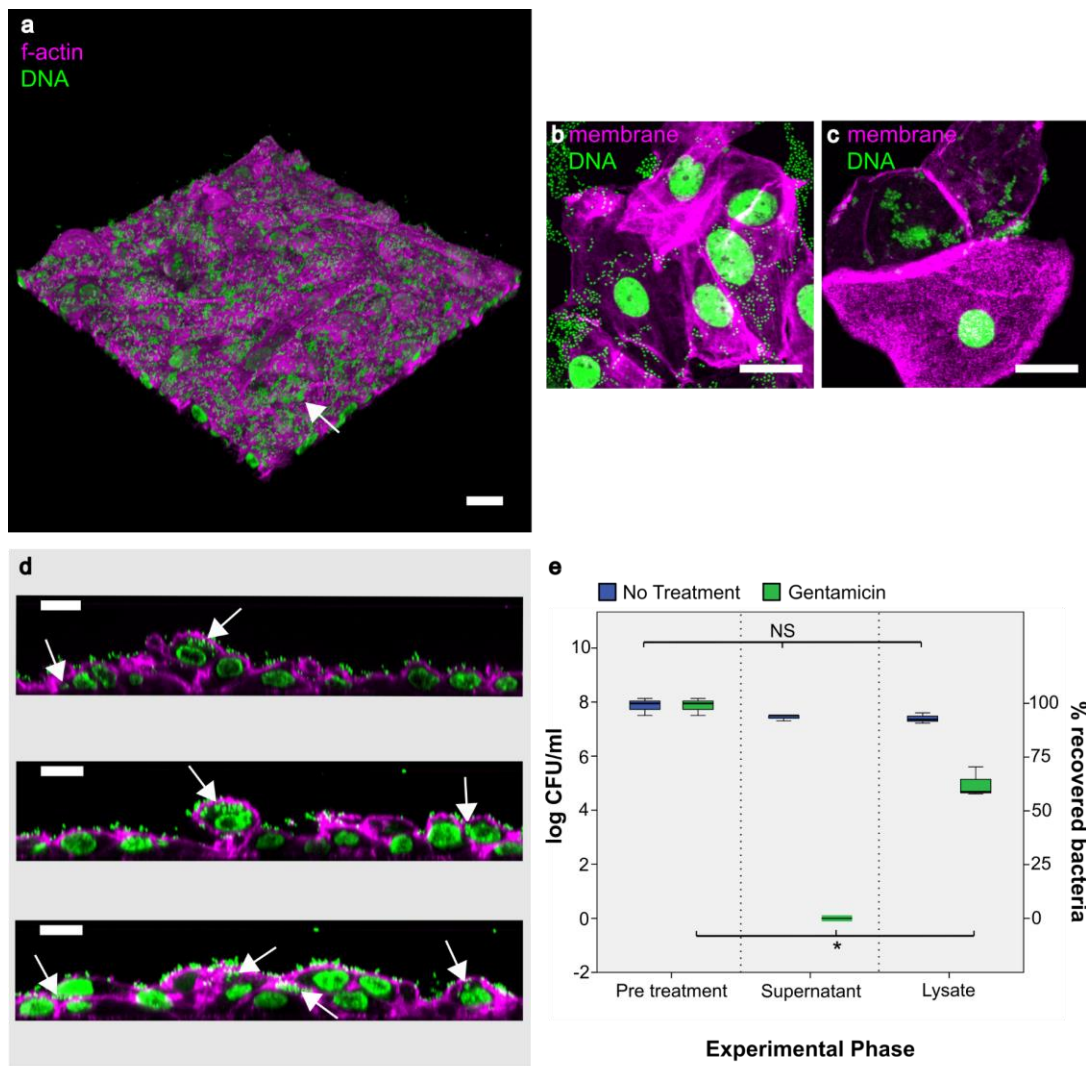 a
f-actin
DNA
b membrane
DNA
c membrane
DNA
d
e
No Treatment Gentamicin
NS
10
8
6
4
2
0
-2
log CFU/ml
100
75
50
25
0
% recovered bacteria
*
Pre treatment Supernatant Lysate
Experimental Phase